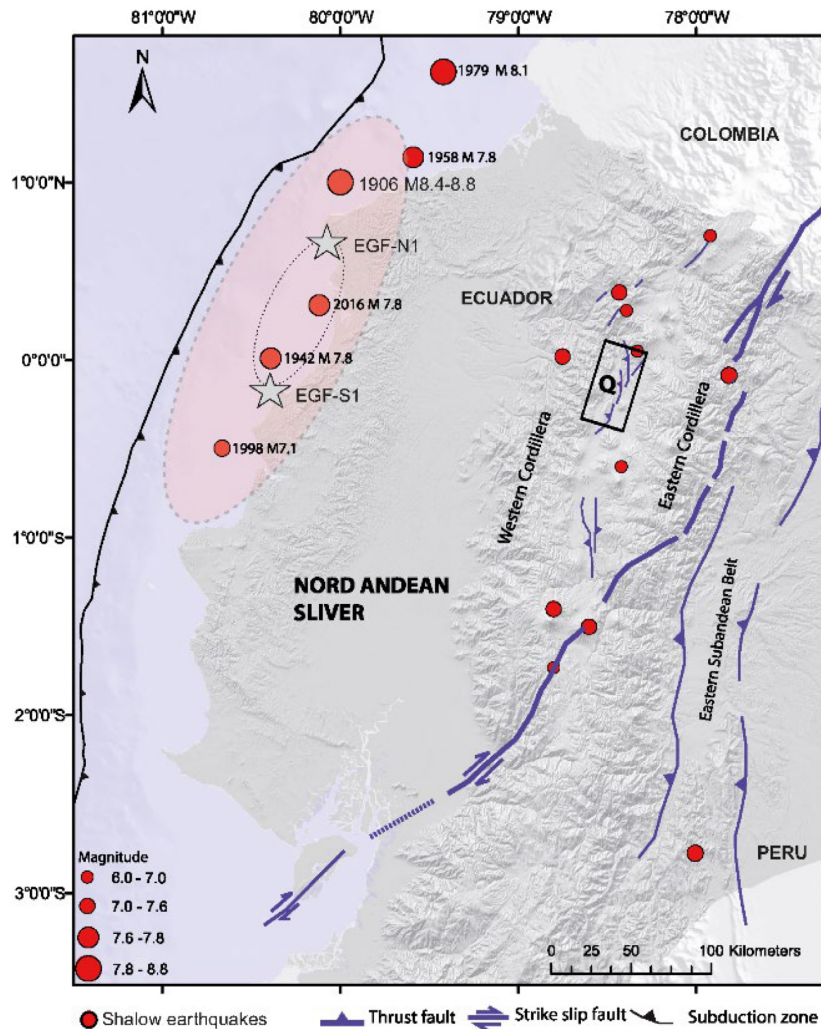 81°0'0"W 80°0'0"W 79°0'0"W 78°0'0"W
N
1979 M 8.1
COLOMBIA
1958 M 7.8
1°0'0"N
1906 M8.4-8.8
EGF-N1
ECUADOR
2016 M 7.8
0°0'0"
1942 M 7.8
Q
EGF-S1
Western Cordillera
Eastern Cordillera
1998 M7.1
1°0'0"S
NORD ANDEAN
SLIVER
Eastern Subandean Belt
2°0'0"S
Magnitude
6.0 - 7.0
7.0 - 7.6
7.6 -7.8
7.8 - 8.8
PERU
3°0'0"S
0 25 50 100 Kilometers
Shalow earthquakes Thrust fault Strike slip fault Subduction zone